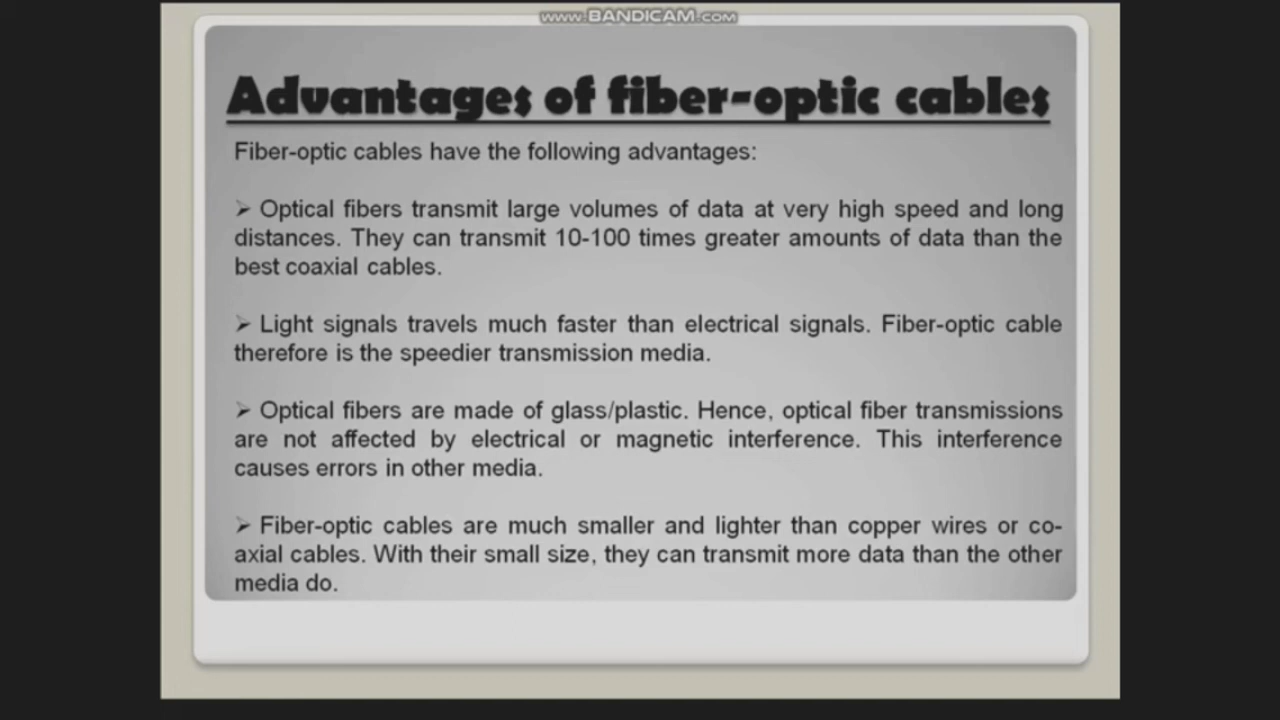 www.BANDICAM.com
Advantages of fiber-optic cables
Fiber-optic cables have the following advantages:
➢ Optical fibers transmit large volumes of data at very high speed and long
distances. They can transmit 10-100 times greater amounts of data than the
best coaxial cables.
➢ Light signals travels much faster than electrical signals. Fiber-optic cable
therefore is the speedier transmission media.
➢ Optical fibers are made of glass/plastic. Hence, optical fiber transmissions
are not affected by electrical or magnetic interference. This interference
causes errors in other media.
➢ Fiber-optic cables are much smaller and lighter than copper wires or co-
axial cables. With their small size, they can transmit more data than the other
media do.